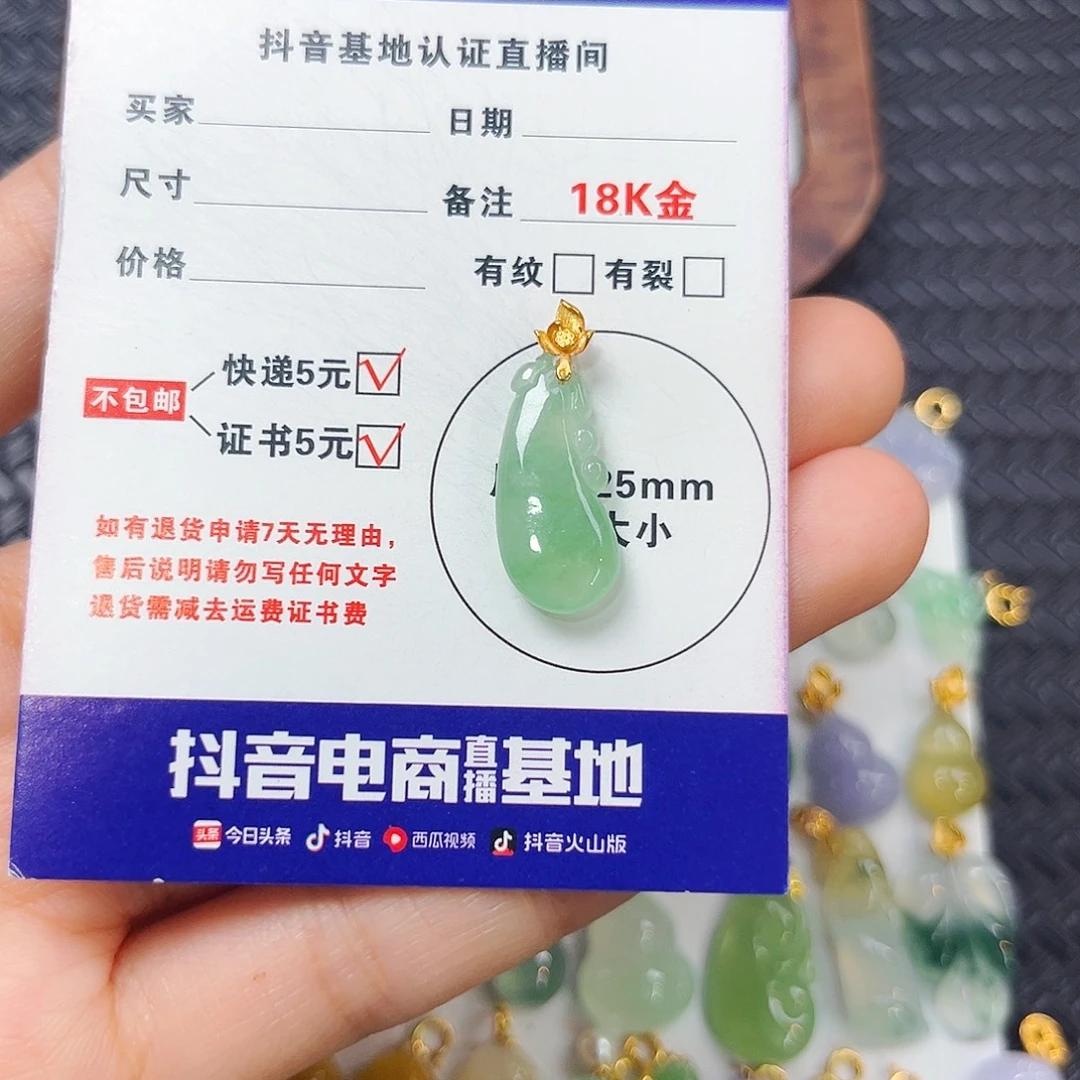 抖音基地认证直播间
买家 日期
尺寸 备注 18K金
价格 有纹 有裂
不包邮
快递5元
证书5元
25mm
大小
如有退货申请7天无理由，
售后说明请勿写任何文字
退货需减去运费证书费
抖音电商直播基地
头条 今日头条 抖音 西瓜视频 抖音火山版